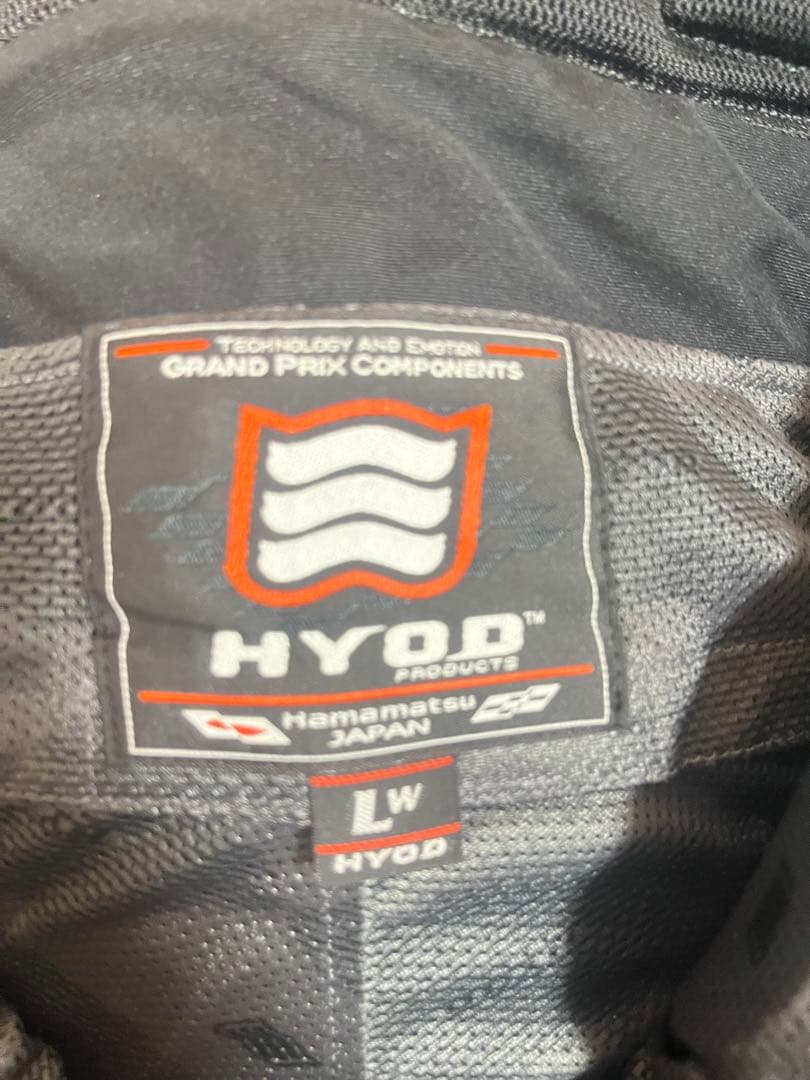 TECHNOLOGY AND EMOTION
GRAND PRIX COMPONENTS
HYOD™
PRODUCTS
Hamamatsu
JAPAN
LW
HYOD